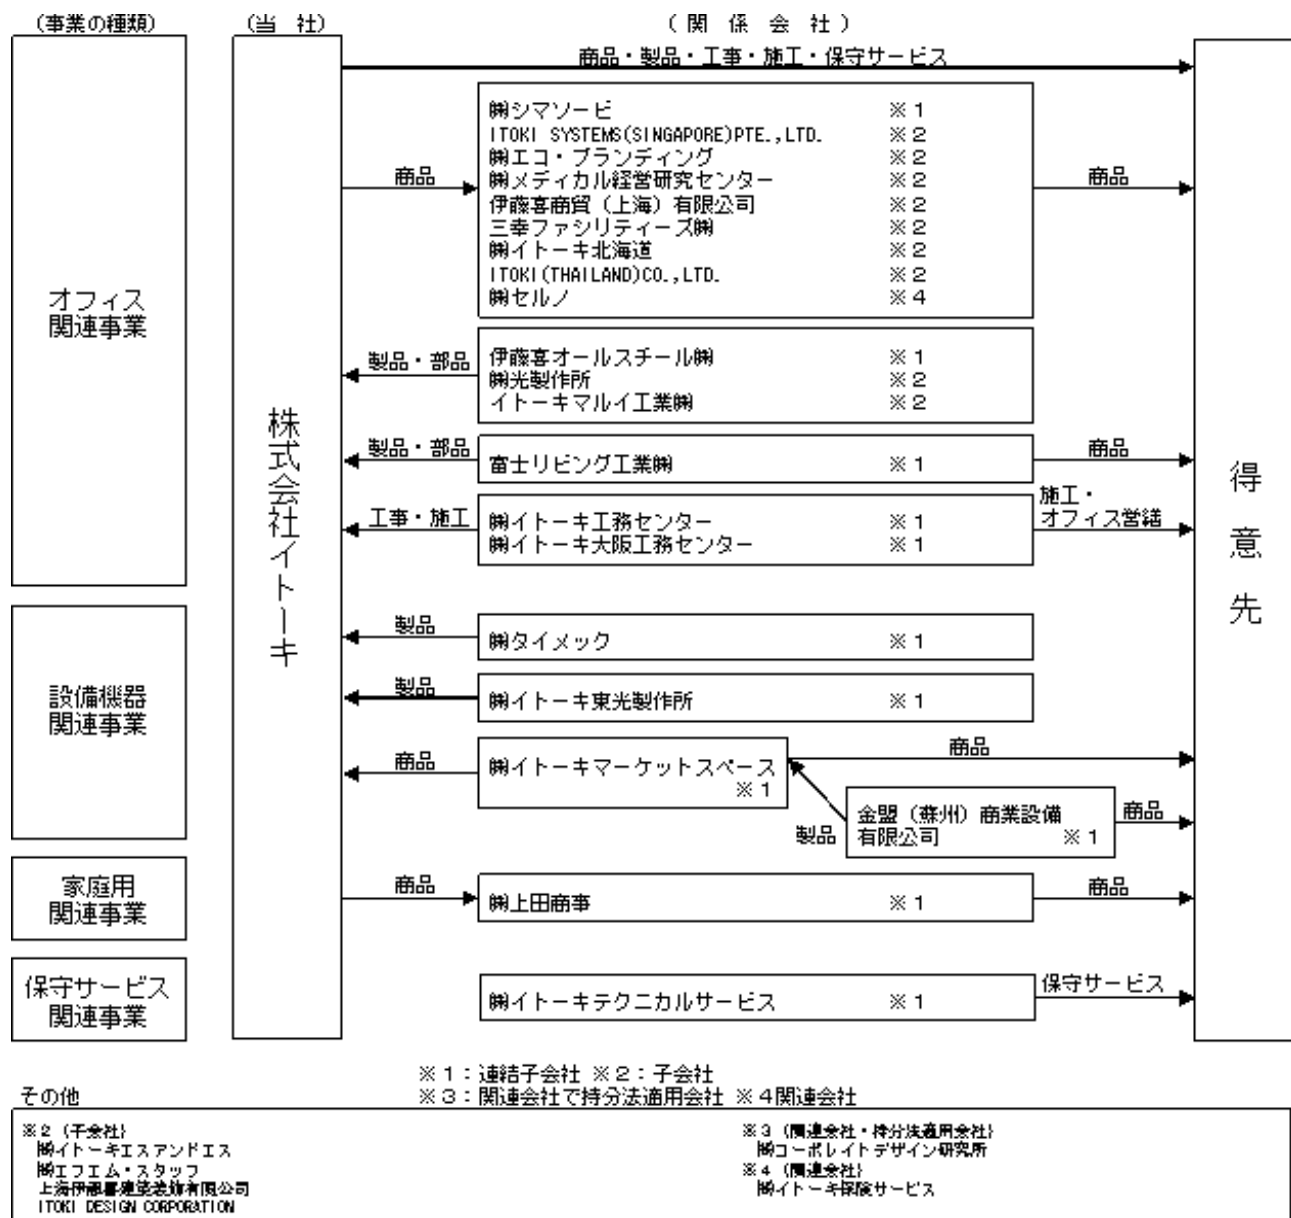 (事業の種類)
(当 社)
(関 係 会 社)
商品・製品・工事・施工・保守サービス
オフィス
関連事業
株式会社イトーキ
得意先
商品
㈱シマソービ ※1
ITOKI SYSTEMS(SINGAPORE)PTE.,LTD. ※2
㈱エコ・ブランディング ※2
㈱メディカル経営研究センター ※2
伊藤喜商貿(上海)有限公司 ※2
三幸ファシリティーズ㈱ ※2
㈱イトーキ北海道 ※2
ITOKI(THAILAND)CO.,LTD. ※2
㈱セルノ ※4
商品
製品・部品
伊藤喜オールスチール㈱ ※1
㈱光製作所 ※2
イトーキマルイ工業㈱ ※2
製品・部品
富士リビング工業㈱ ※1
商品
工事・施工
㈱イトーキ工務センター ※1
㈱イトーキ大阪工務センター ※1
施工・
オフィス営繕
設備機器
関連事業
製品
㈱タイメック ※1
製品
㈱イトーキ東光製作所 ※1
商品
㈱イトーキマーケットスペース
※1
商品
製品
金盟(蘇州)商業設備
有限公司 ※1
商品
家庭用
関連事業
商品
㈱上田商事 ※1
商品
保守サービス
関連事業
㈱イトーキテクニカルサービス ※1
保守サービス
※1:連結子会社 ※2:子会社
※3:関連会社で持分法適用会社 ※4関連会社
その他
※2(子会社)
㈱イトーキエスアンドエス
㈱エフエム・スタッフ
上海伊藤喜建築装飾有限公司
ITOKI DESIGN CORPORATION
※3(関連会社・持分法適用会社)
㈱コーポレイトデザイン研究所
※4(関連会社)
㈱イトーキ保険サービス